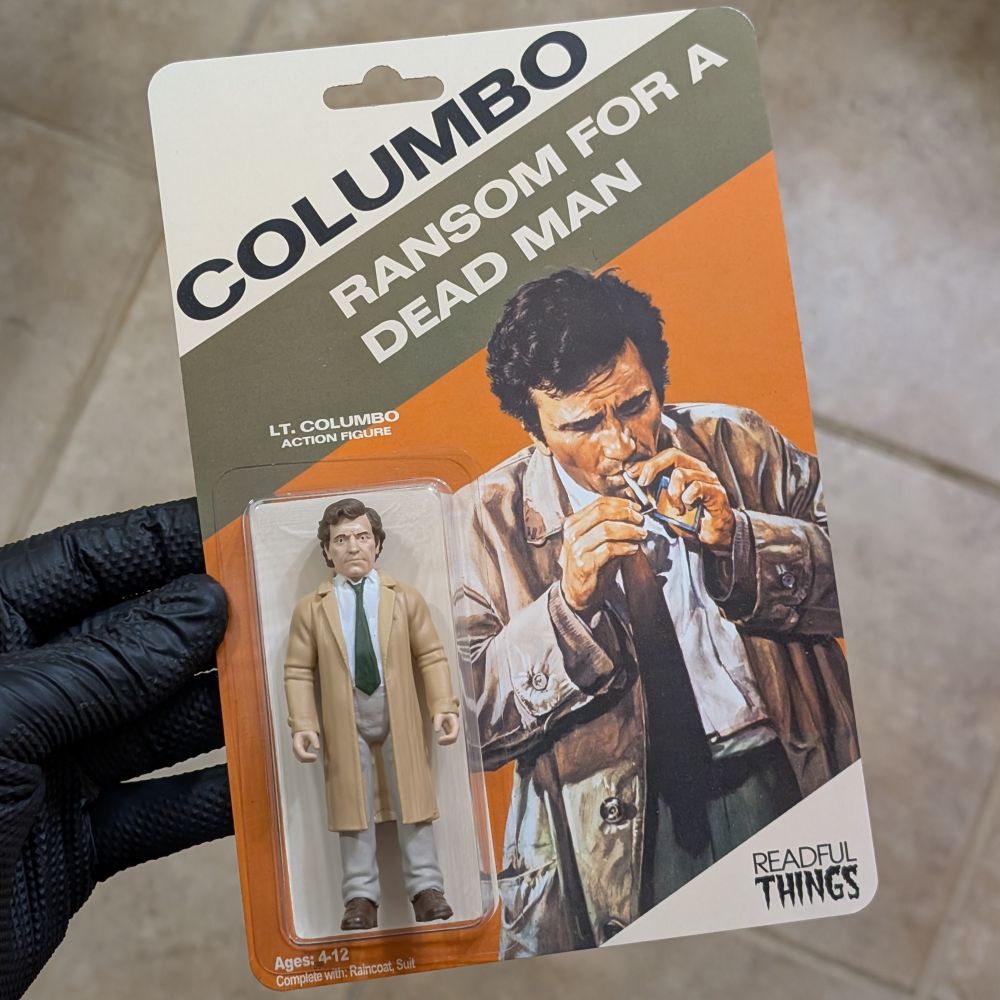 COLUMBO
RANSOM FOR A
DEAD MAN
LT. COLUMBO
ACTION FIGURE
READFUL
THINGS
Ages: 4-12
Complete with: Raincoat, Suit